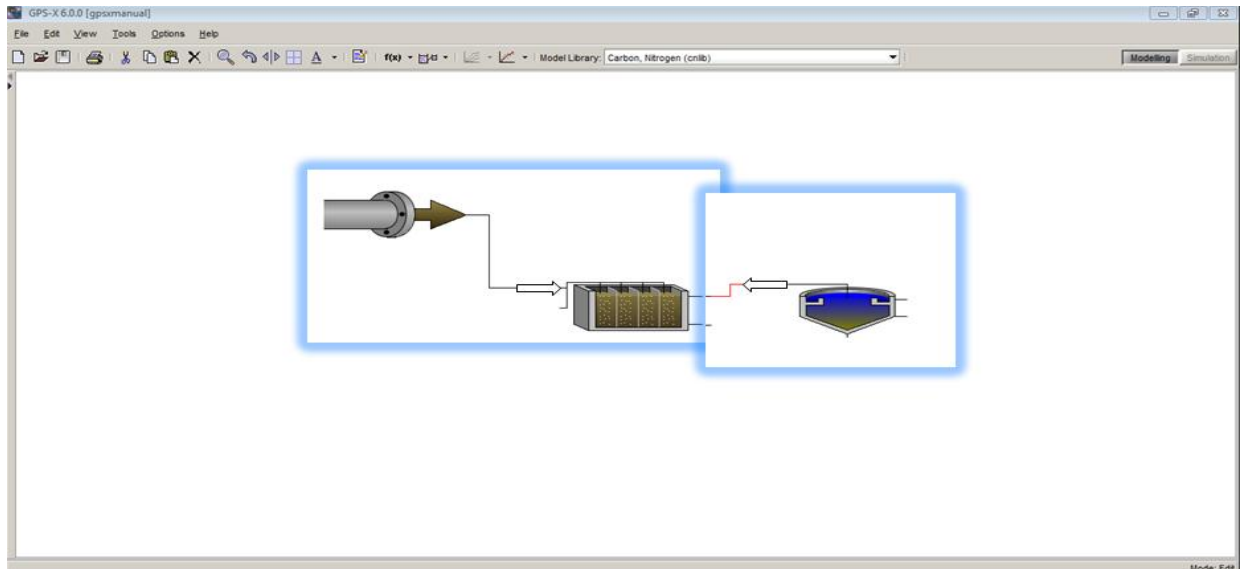 GPS-X 6.0.0 [gpsxmanual]
File Edit View Tools Options Help
A f(x) Model Library: Carbon, Nitrogen (cnlib) Modelling Simulation
Mode: Edit